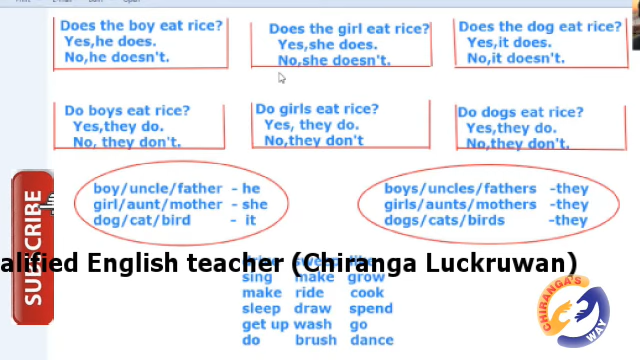 Does the boy eat rice?
Yes,he does.
No,he doesn't.
Does the girl eat rice?
Yes,she does.
No,she doesn't.
Does the dog eat rice?
Yes,it does.
No,it doesn't.
Do boys eat rice?
Yes,they do.
No, they don't.
Do girls eat rice?
Yes, they do.
No,they don't
Do dogs eat rice?
Yes,they do.
No,they don't.
boy/uncle/father - he
girl/aunt/mother - she
dog/cat/bird - it
boys/uncles/fathers -they
girls/aunts/mothers -they
dogs/cats/birds -they
SUBSCRIBE
English teacher (Chiranga Luckruwan)
sing make grow
make ride cook
sleep draw spend
get up wash go
do brush dance
CHIRANGA'S
WAY